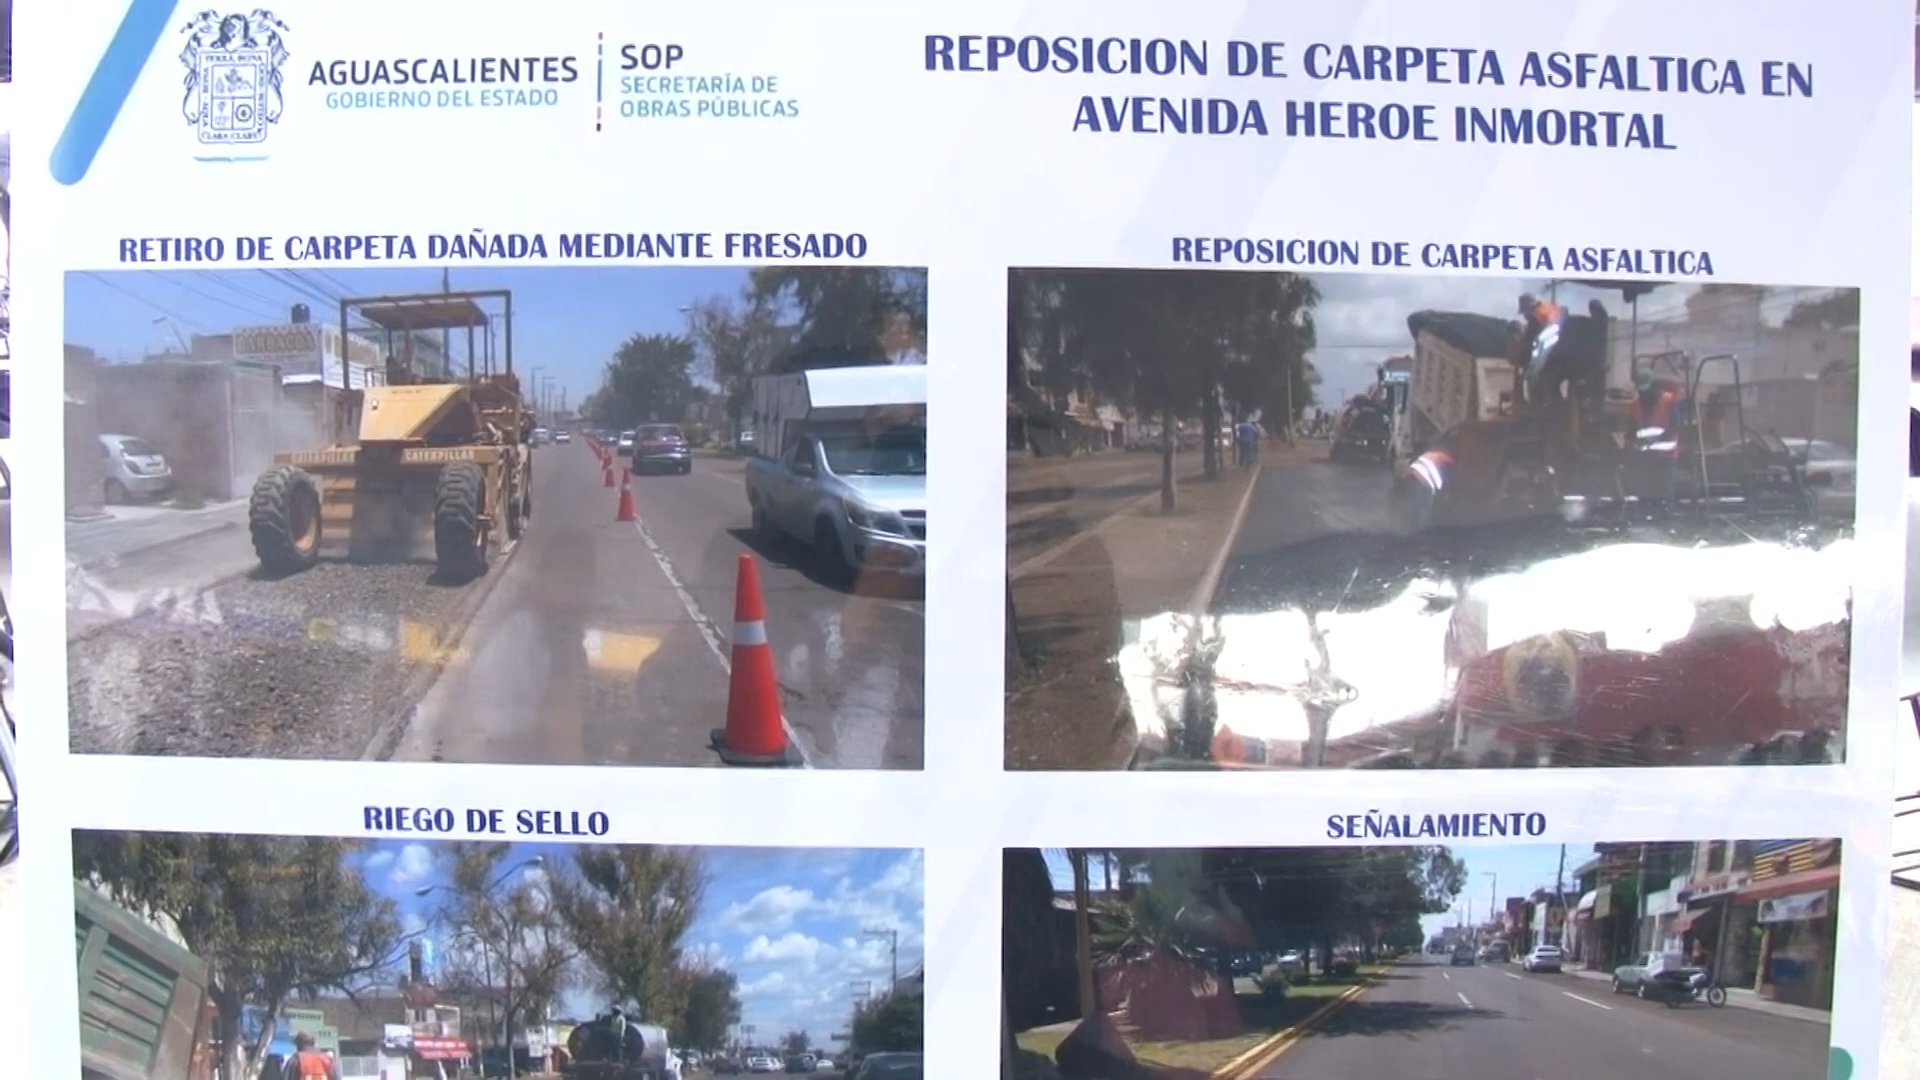 AGUASCALIENTES
GOBIERNO DEL ESTADO
SOP
SECRETARÍA DE
OBRAS PÚBLICAS
REPOSICION DE CARPETA ASFALTICA EN
AVENIDA HEROE INMORTAL
RETIRO DE CARPETA DAÑADA MEDIANTE FRESADO
REPOSICION DE CARPETA ASFALTICA
BARBACOA
CATERPILLAR
CATERPILLAR
RIEGO DE SELLO
SEÑALAMIENTO